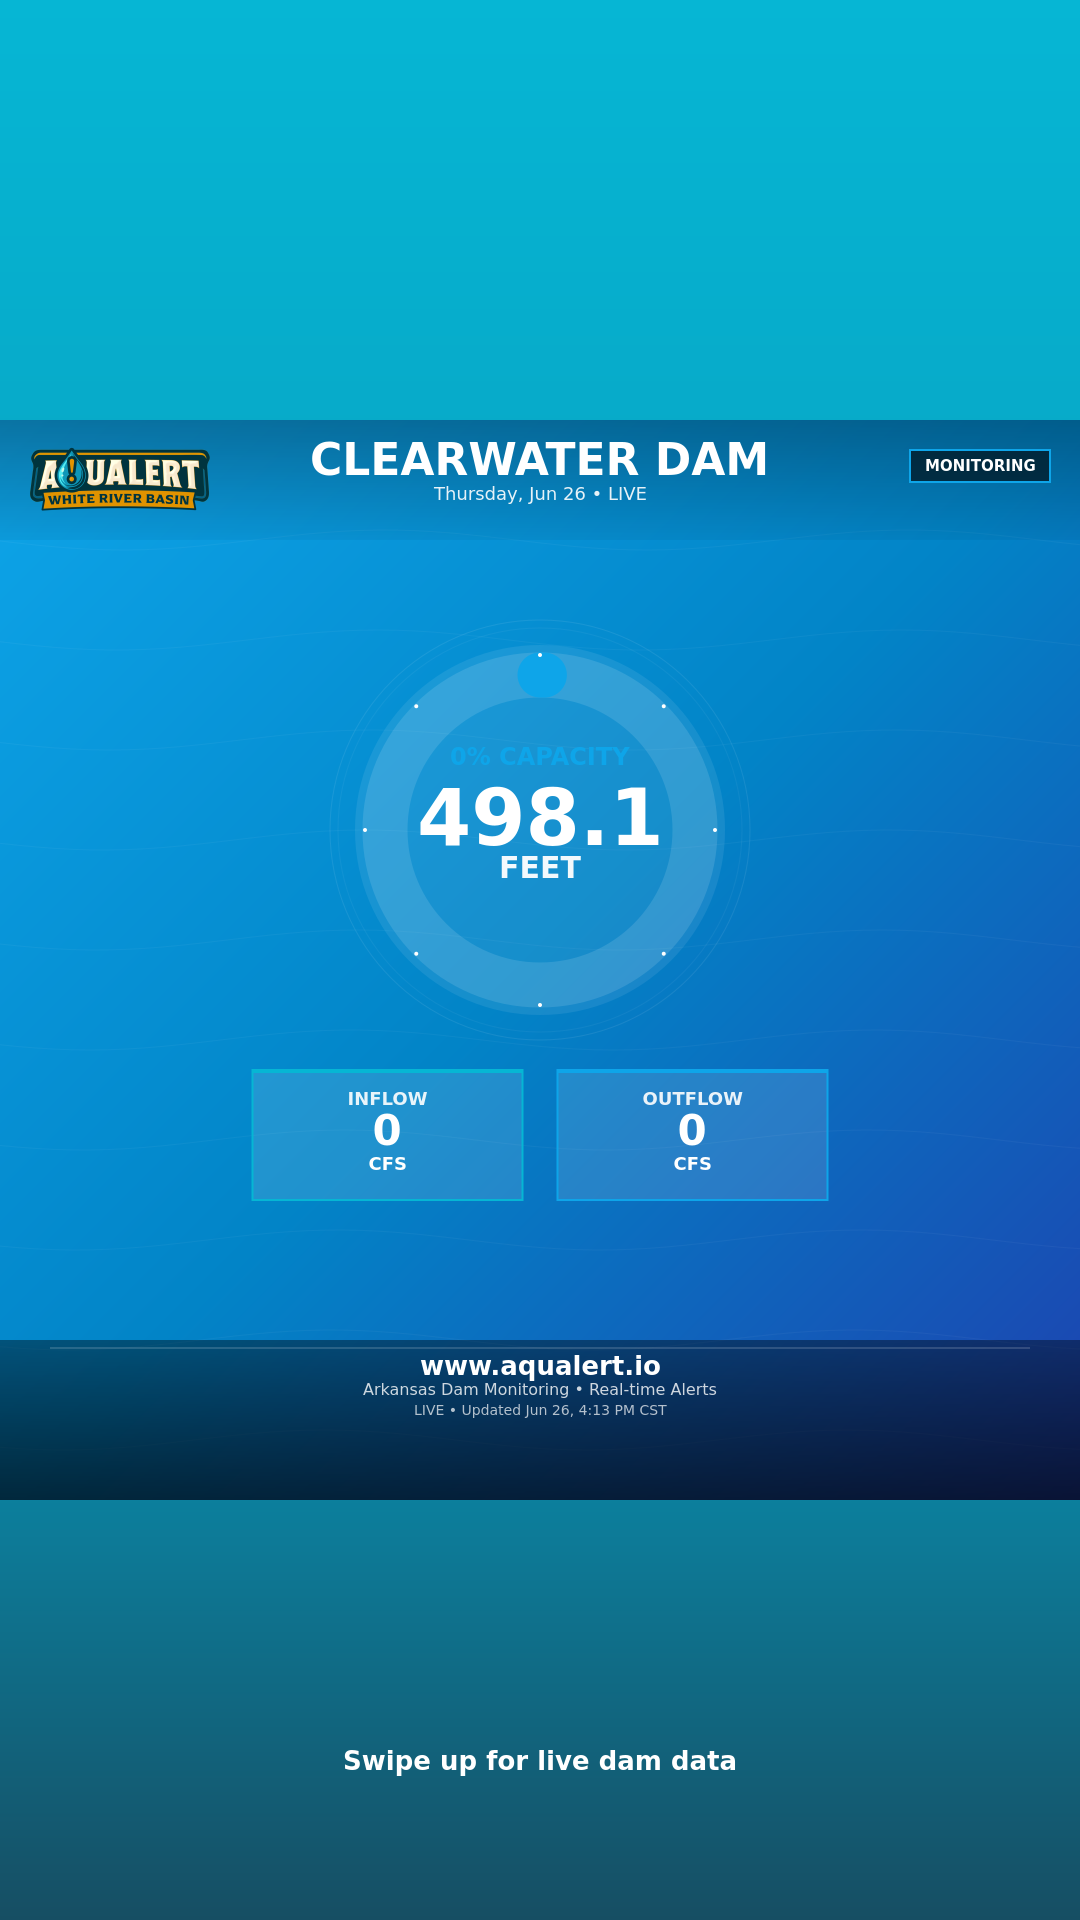 AQUALERT
WHITE RIVER BASIN
CLEARWATER DAM
Thursday, Jun 26 • LIVE
MONITORING
0% CAPACITY
498.1
FEET
INFLOW
0
CFS
OUTFLOW
0
CFS
www.aqualert.io
Arkansas Dam Monitoring • Real-time Alerts
LIVE • Updated Jun 26, 4:13 PM CST
Swipe up for live dam data